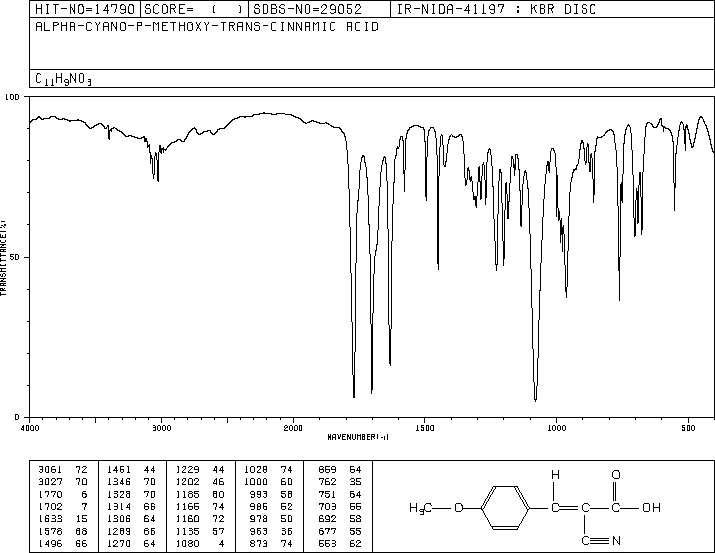 HIT-NO=14790 SCORE= ( ) SDBS-NO=29052 IR-NIDA-41197 : KBR DISC
ALPHA-CYANO-P-METHOXY-TRANS-CINNAMIC ACID
C11H9NO3
100
50
0
TRANSMITTANCE(%)
4000 3000 2000 1500 1000 500
WAVENUMBER(-1)
3061 72 1451 44 1229 44 1028 74 859 64
3027 70 1346 70 1202 46 1000 60 762 35
1770 6 1328 70 1185 60 993 58 751 64
1702 7 1314 66 1166 74 986 52 703 55
1633 15 1306 64 1160 72 978 50 692 58
1578 68 1289 66 1135 57 963 36 677 55
1496 66 1270 64 1080 4 873 74 553 62
H O
H3C O OH
C N